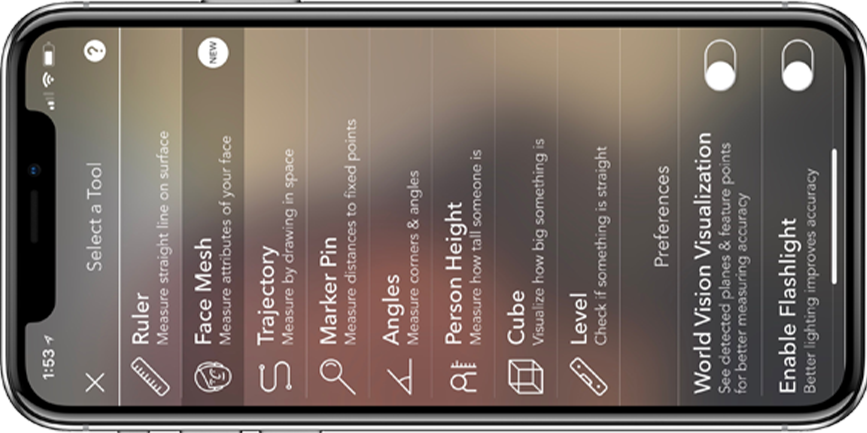 1:53
Select a Tool
?
Ruler
Measure straight line on surface
Face Mesh
Measure attributes of your face
NEW
Trajectory
Measure by drawing in space
Marker Pin
Measure distances to fixed points
Angles
Measure corners & angles
Person Height
Measure how tall someone is
Cube
Visualize how big something is
Level
Check if something is straight
Preferences
World Vision Visualization
See detected planes & feature points
for better measuring accuracy
Enable Flashlight
Better lighting improves accuracy